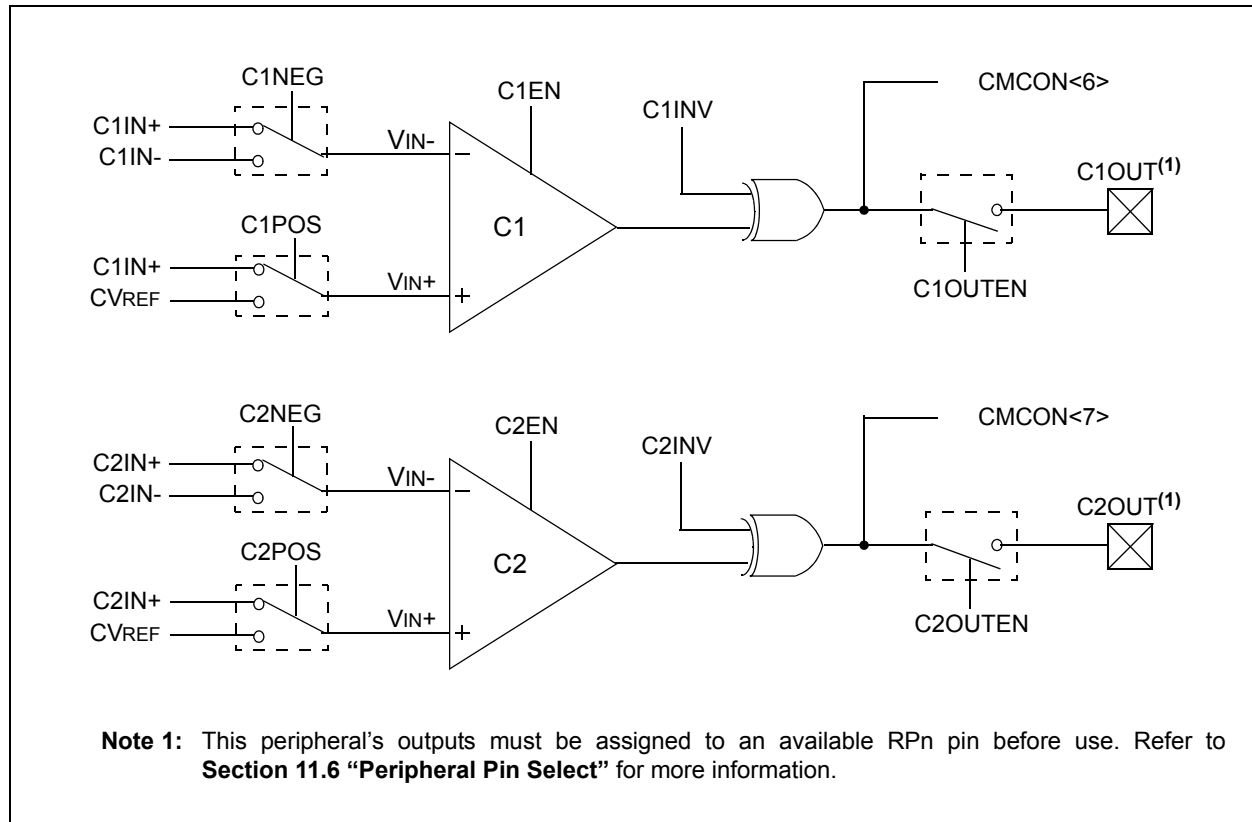 C1NEG
C1EN
CMCON<6>
C1INV
C1IN+
C1IN-
VIN-
–
C1OUT(1)
C1POS
C1
C1IN+
CVREF
VIN+
+
C1OUTEN
C2NEG
C2EN
CMCON<7>
C2INV
C2IN+
C2IN-
VIN-
–
C2OUT(1)
C2POS
C2
C2IN+
CVREF
VIN+
+
C2OUTEN
Note 1: This peripheral's outputs must be assigned to an available RPn pin before use. Refer to
Section 11.6 “Peripheral Pin Select” for more information.